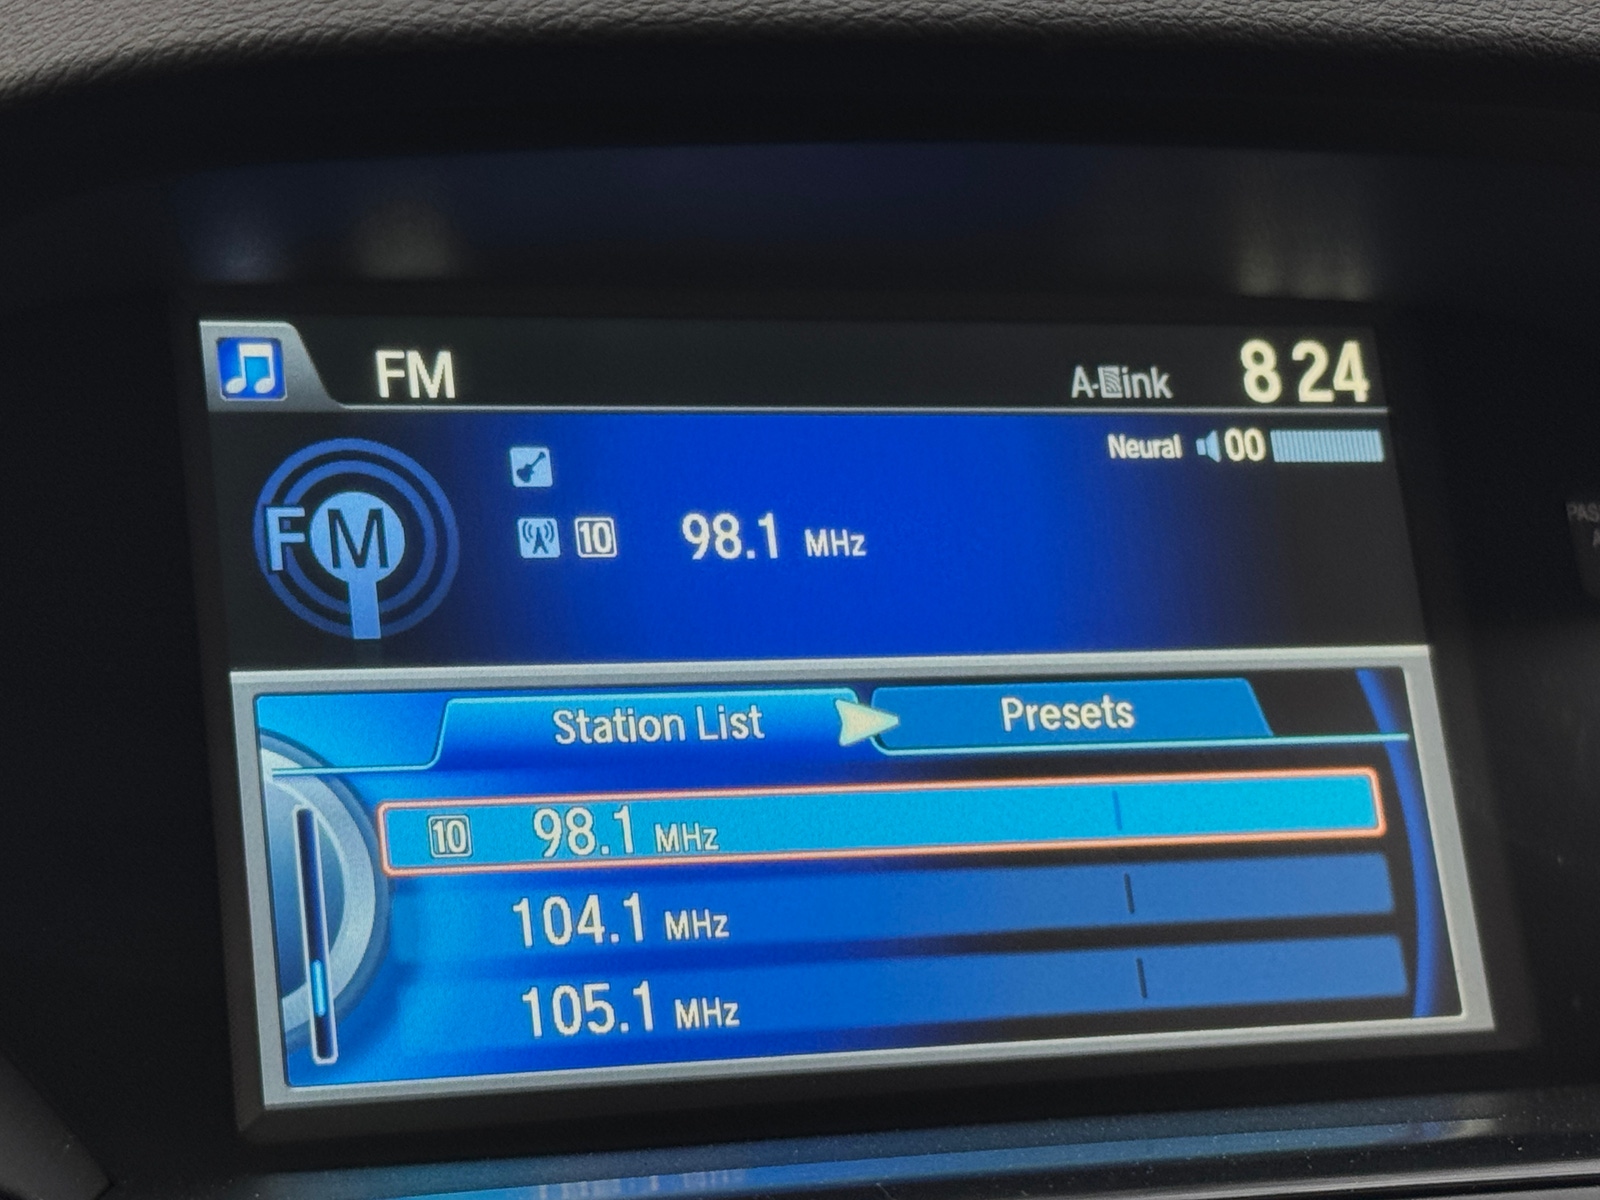 FM A-Link 8 24
Neural 00
FM
10 98.1 MHz
Station List Presets
10 98.1 MHz
104.1 MHz
105.1 MHz